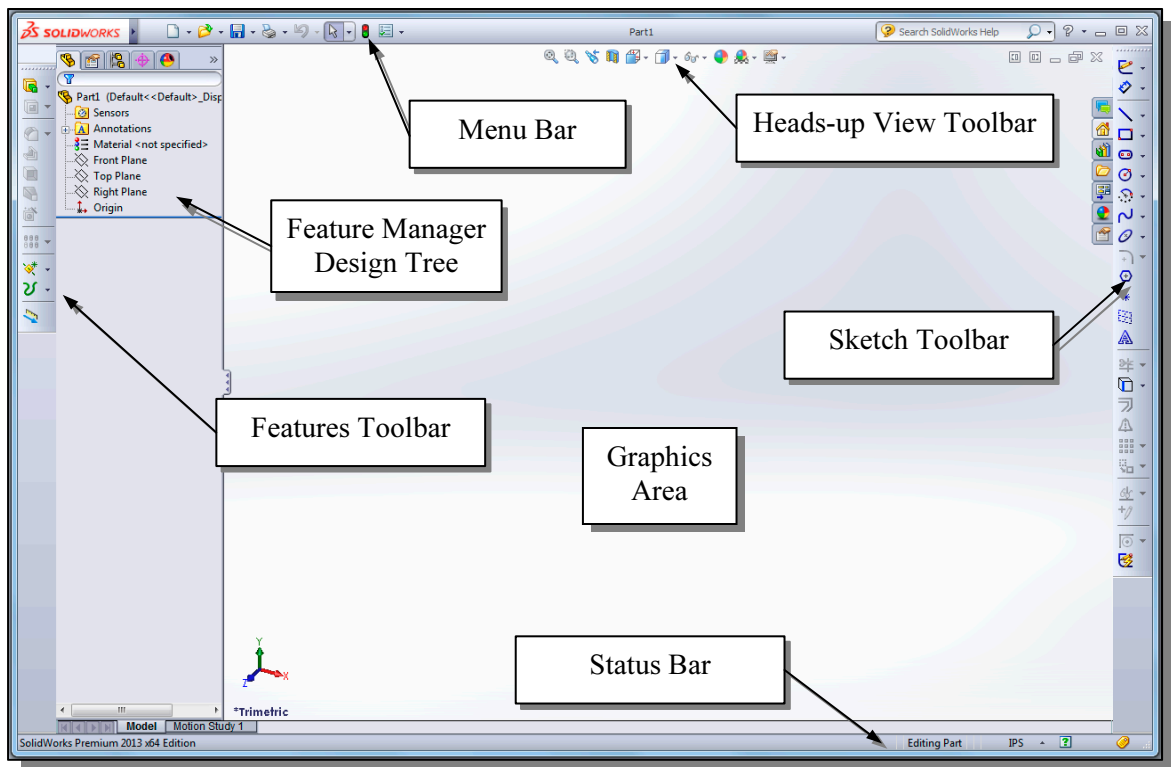 SOLIDWORKS
Part1
Search SolidWorks Help
Part1 (Default<<Default>_Disp
Sensors
Annotations
Material <not specified>
Front Plane
Top Plane
Right Plane
Origin
Menu Bar
Heads-up View Toolbar
Feature Manager
Design Tree
Sketch Toolbar
Features Toolbar
Graphics
Area
Status Bar
Y
X
Z
*Trimetric
Model
Motion Study 1
SolidWorks Premium 2013 x64 Edition
Editing Part
IPS